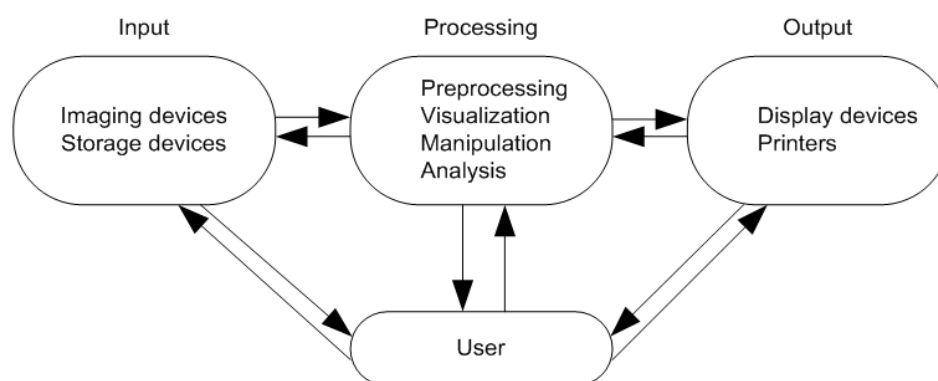 Input
Processing
Output
Imaging devices
Storage devices
Preprocessing
Visualization
Manipulation
Analysis
Display devices
Printers
User